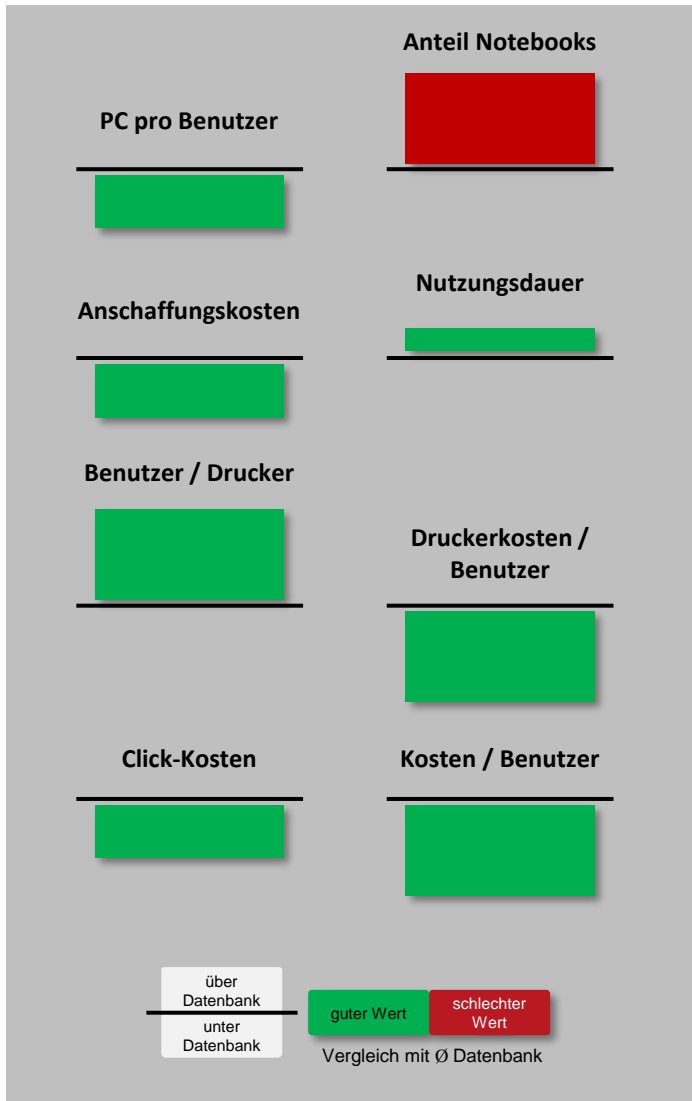 Anteil Notebooks
PC pro Benutzer
Nutzungsdauer
Anschaffungskosten
Benutzer / Drucker
Druckerkosten /
Benutzer
Click-Kosten
Kosten / Benutzer
über
Datenbank
unter
Datenbank
guter Wert
schlechter
Wert
Vergleich mit Ø Datenbank